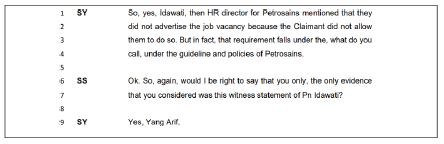 1 SY So, yes, Idawati, then HR director for Petrosains mentioned that they
2 did not advertise the job vacancy because the Claimant did not allow
3 them to do so. But in fact, that requirement falls under the, what do you
4 call, under the guideline and policies of Petrosains.
5
6 SS Ok. So, again, would I be right to say that you only, the only evidence
7 that you considered was this witness statement of Pn Idawati?
8
9 SY Yes, Yang Arif.